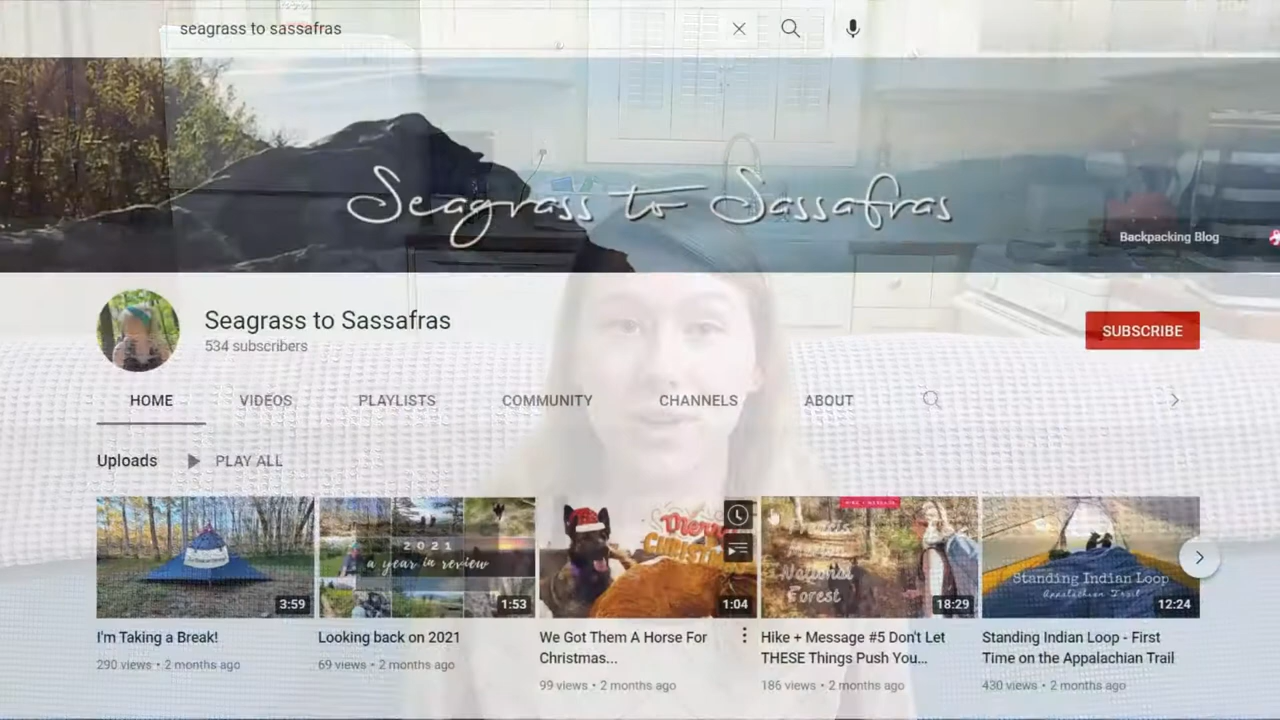 seagrass to sassafras
Seagrass to Sassafras
Backpacking Blog
Seagrass to Sassafras
534 subscribers
SUBSCRIBE
HOME VIDEOS PLAYLISTS COMMUNITY CHANNELS ABOUT
Uploads PLAY ALL
3:59
2021
a year in review
1:53
Merry
CHRISTM
1:04
Francis
Marion
National
Forest
18:29
Standing Indian Loop
Appalachian Trail
12:24
I'm Taking a Break!
290 views • 2 months ago
Looking back on 2021
69 views • 2 months ago
We Got Them A Horse For
Christmas...
99 views • 2 months ago
Hike + Message #5 Don't Let
THESE Things Push You...
186 views • 2 months ago
Standing Indian Loop - First
Time on the Appalachian Trail
430 views • 2 months ago